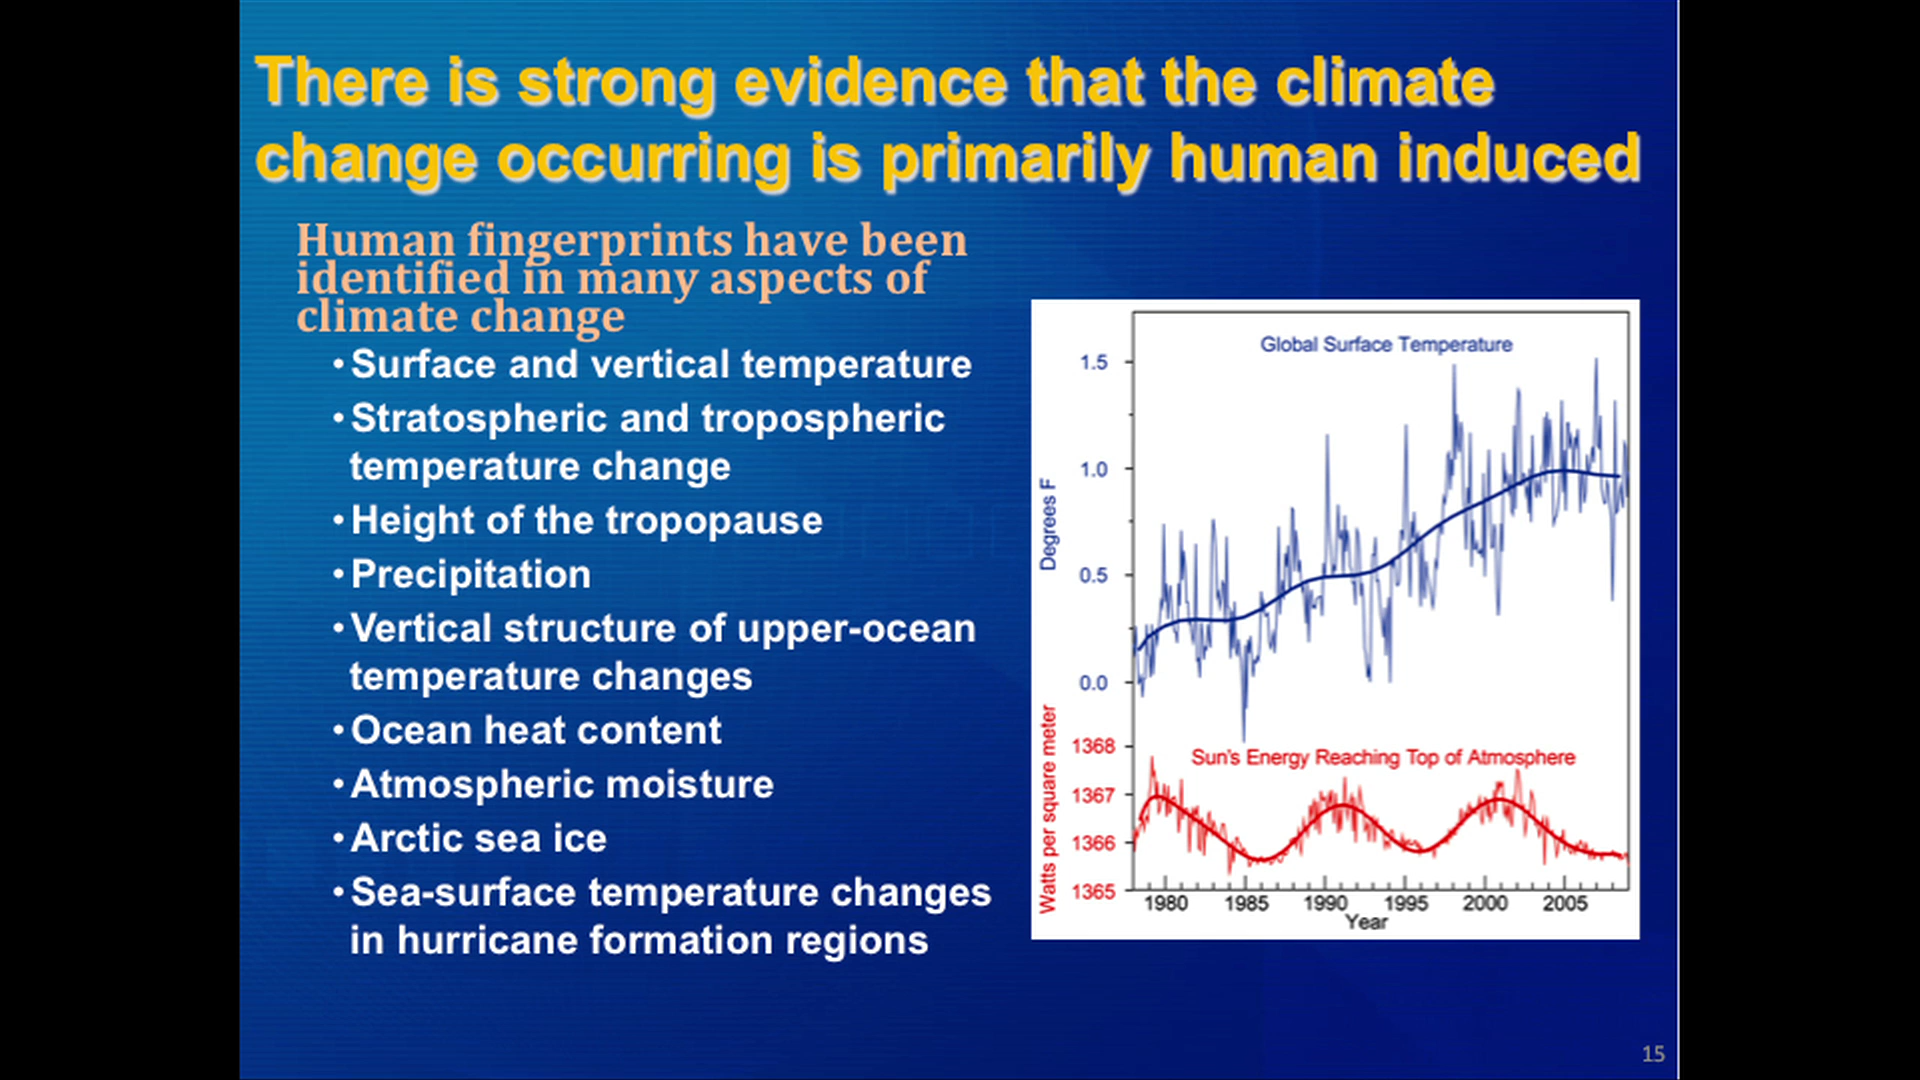 There is strong evidence that the climate
change occurring is primarily human induced
Human fingerprints have been
identified in many aspects of
climate change
•Surface and vertical temperature
•Stratospheric and tropospheric
temperature change
•Height of the tropopause
•Precipitation
•Vertical structure of upper-ocean
temperature changes
•Ocean heat content
•Atmospheric moisture
•Arctic sea ice
•Sea-surface temperature changes
in hurricane formation regions
Global Surface Temperature
Degrees F
1.5
1.0
0.5
0.0
Sun's Energy Reaching Top of Atmosphere
Watts per square meter
1368
1367
1366
1365
1980 1985 1990 1995 2000 2005
Year
15